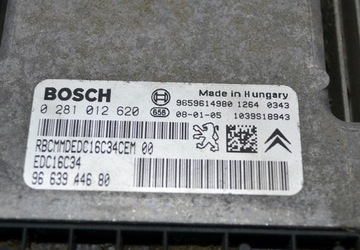 BOSCH
Made in Hungary
9659614980 1264 0343
0 281 012 620 658 08-01-05 1039S18943
RBCMMDEDC16C34CEM 00
EDC16C34
96 639 446 80